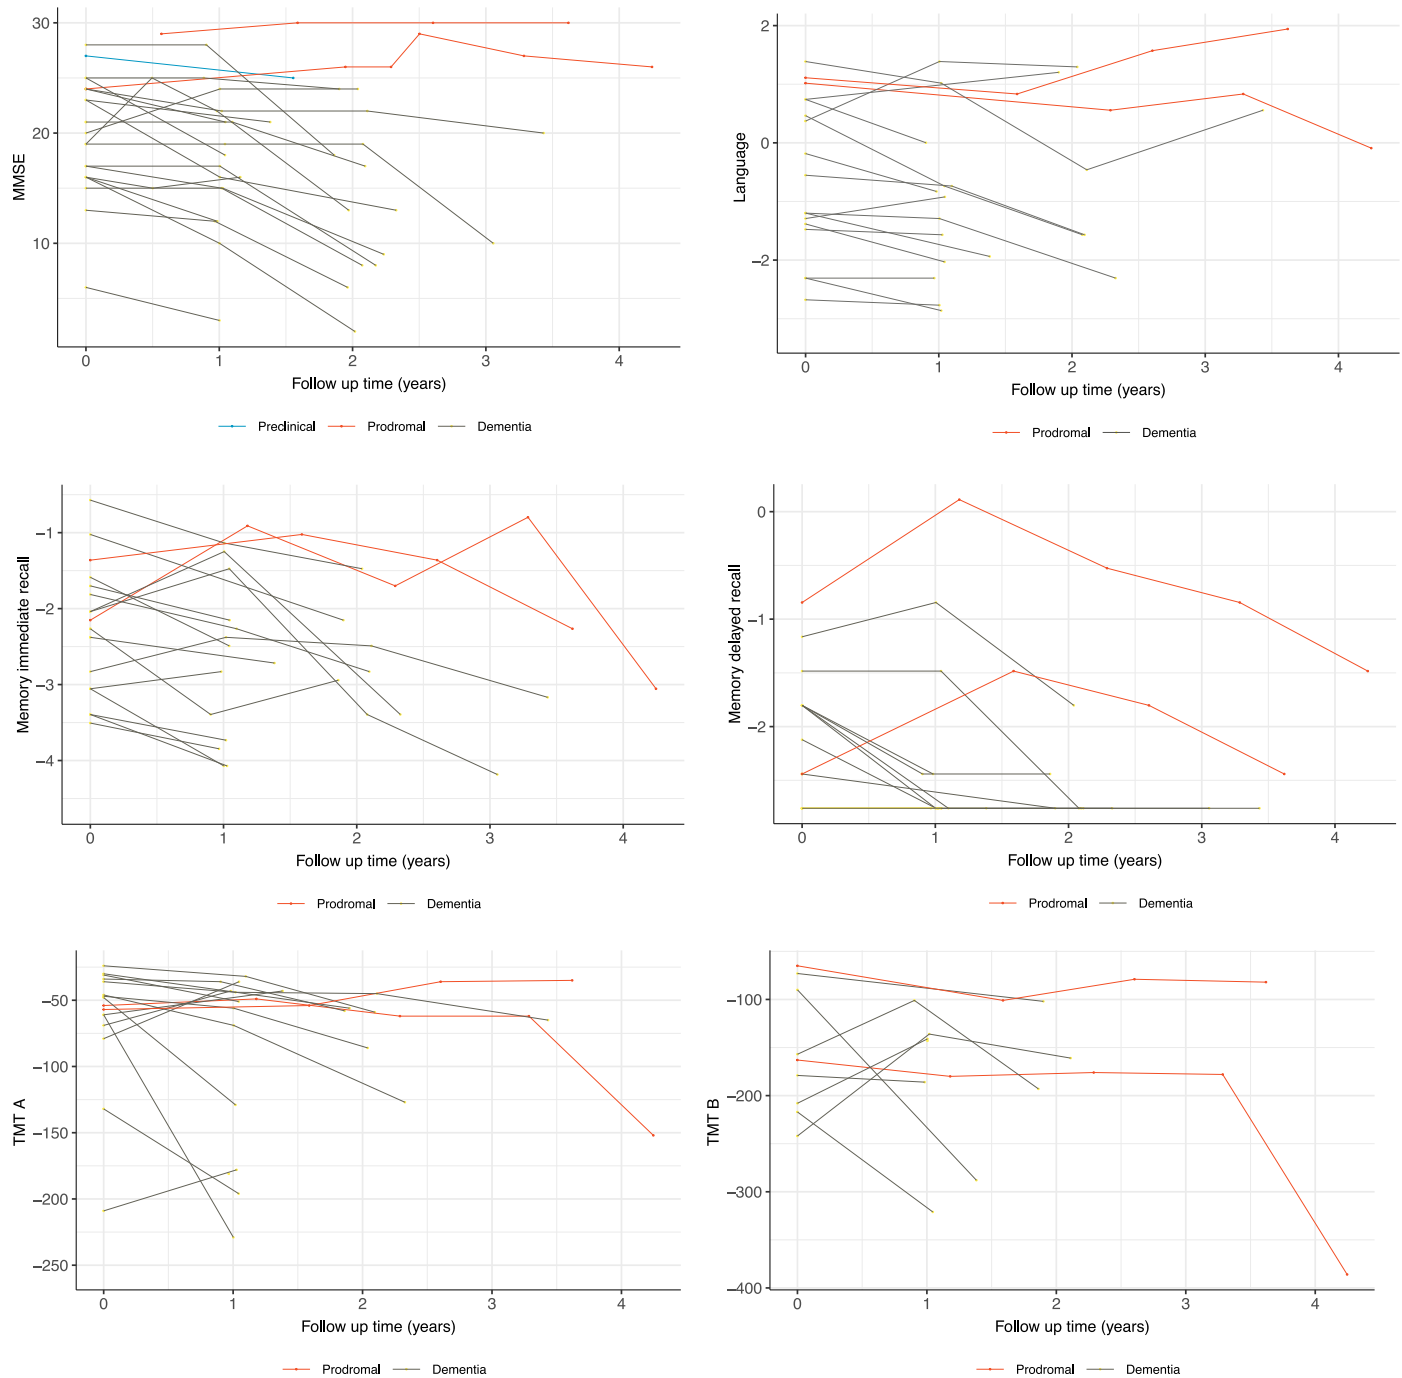 MMSE
30
20
10
0 1 2 3 4
Follow up time (years)
Preclinical Prodromal Dementia
Language
2
0
−2
0 1 2 3 4
Follow up time (years)
Prodromal Dementia
Memory immediate recall
−1
−2
−3
−4
0 1 2 3 4
Follow up time (years)
Prodromal Dementia
Memory delayed recall
0
−1
−2
0 1 2 3 4
Follow up time (years)
Prodromal Dementia
TMT A
−50
−100
−150
−200
−250
0 1 2 3 4
Follow up time (years)
Prodromal Dementia
TMT B
−100
−200
−300
−400
0 1 2 3 4
Follow up time (years)
Prodromal Dementia